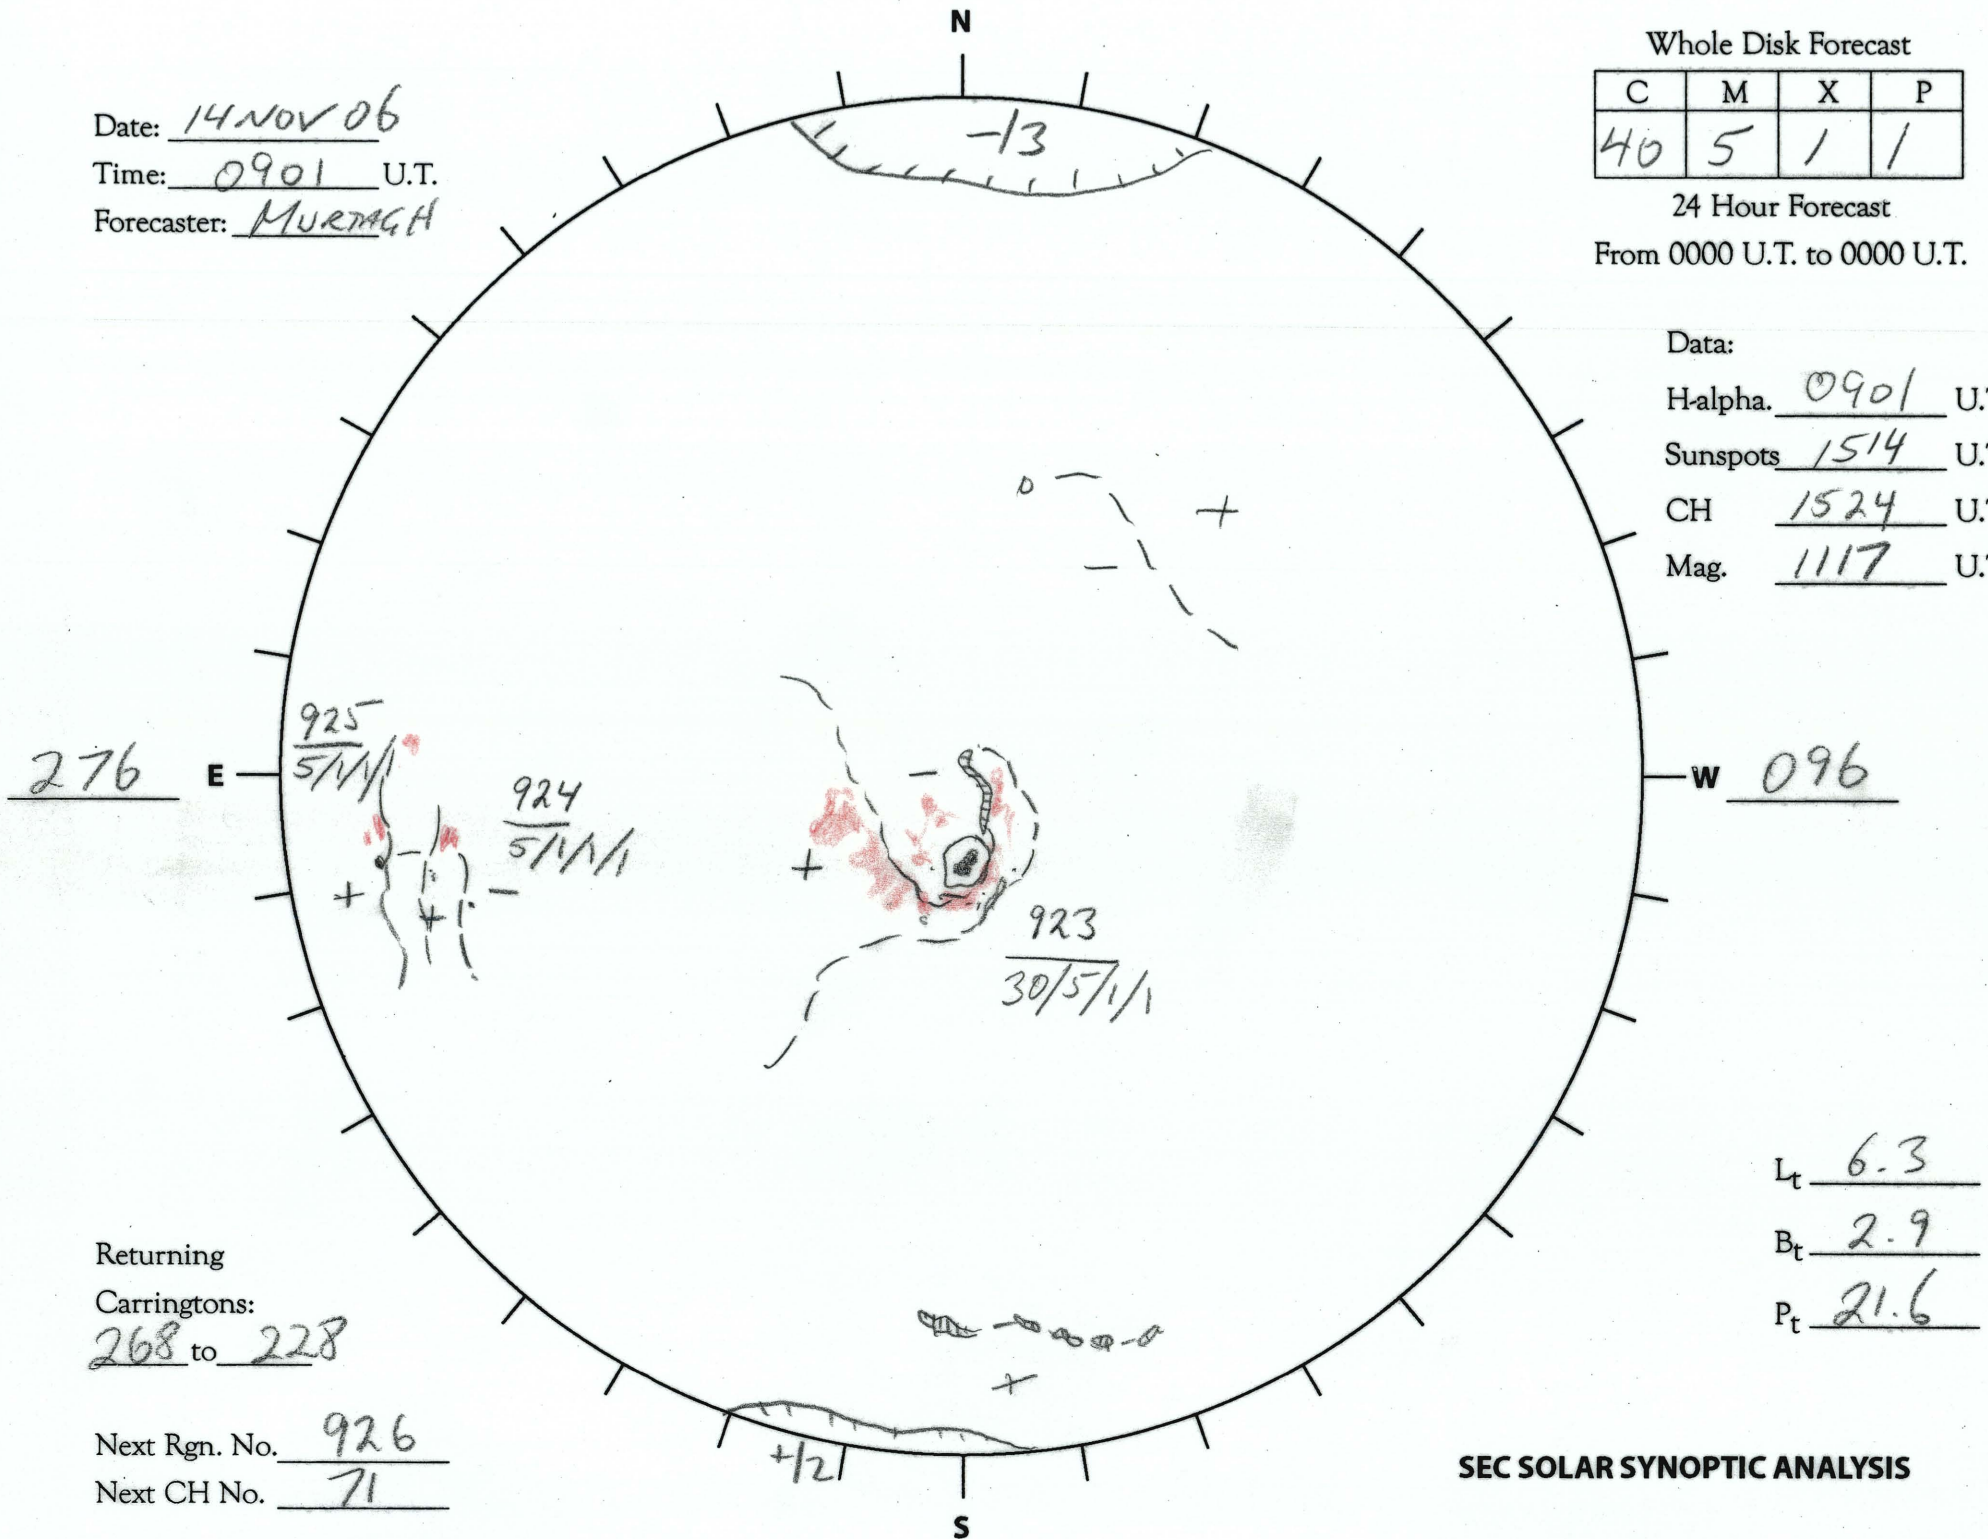 N
Whole Disk Forecast
C M X P
40 5 1 1
24 Hour Forecast
From 0000 U.T. to 0000 U.T.
Date: 14 NOV 06
Time: 0901 U.T.
Forecaster: MURTAGH
-13
Data:
H-alpha. 0901 U.T
Sunspots 1514 U.T
CH 1524 U.T
Mag. 1117 U.T
+
-
925
5/1/1/1
276 E
W 096
924
5/1/1/1
-
+
+
-
+
-
923
30/5/1/1
Lt 6.3
Bt 2.9
Pt 21.6
Returning
Carringtons:
268 to 228
+
+12
Next Rgn. No. 926
Next CH No. 71
SEC SOLAR SYNOPTIC ANALYSIS
S